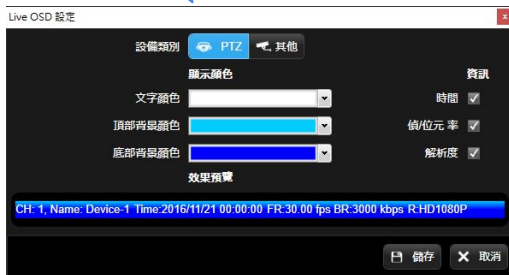 Live OSD 設定
設備類別 PTZ 其他
顯示顏色 資訊
文字顏色 時間
頂部背景顏色 偵/位元 率
底部背景顏色 解析度
效果預覽
CH: 1, Name: Device-1 Time:2016/11/21 00:00:00 FR:30.00 fps BR:3000 kbps R:HD1080P
儲存 取消